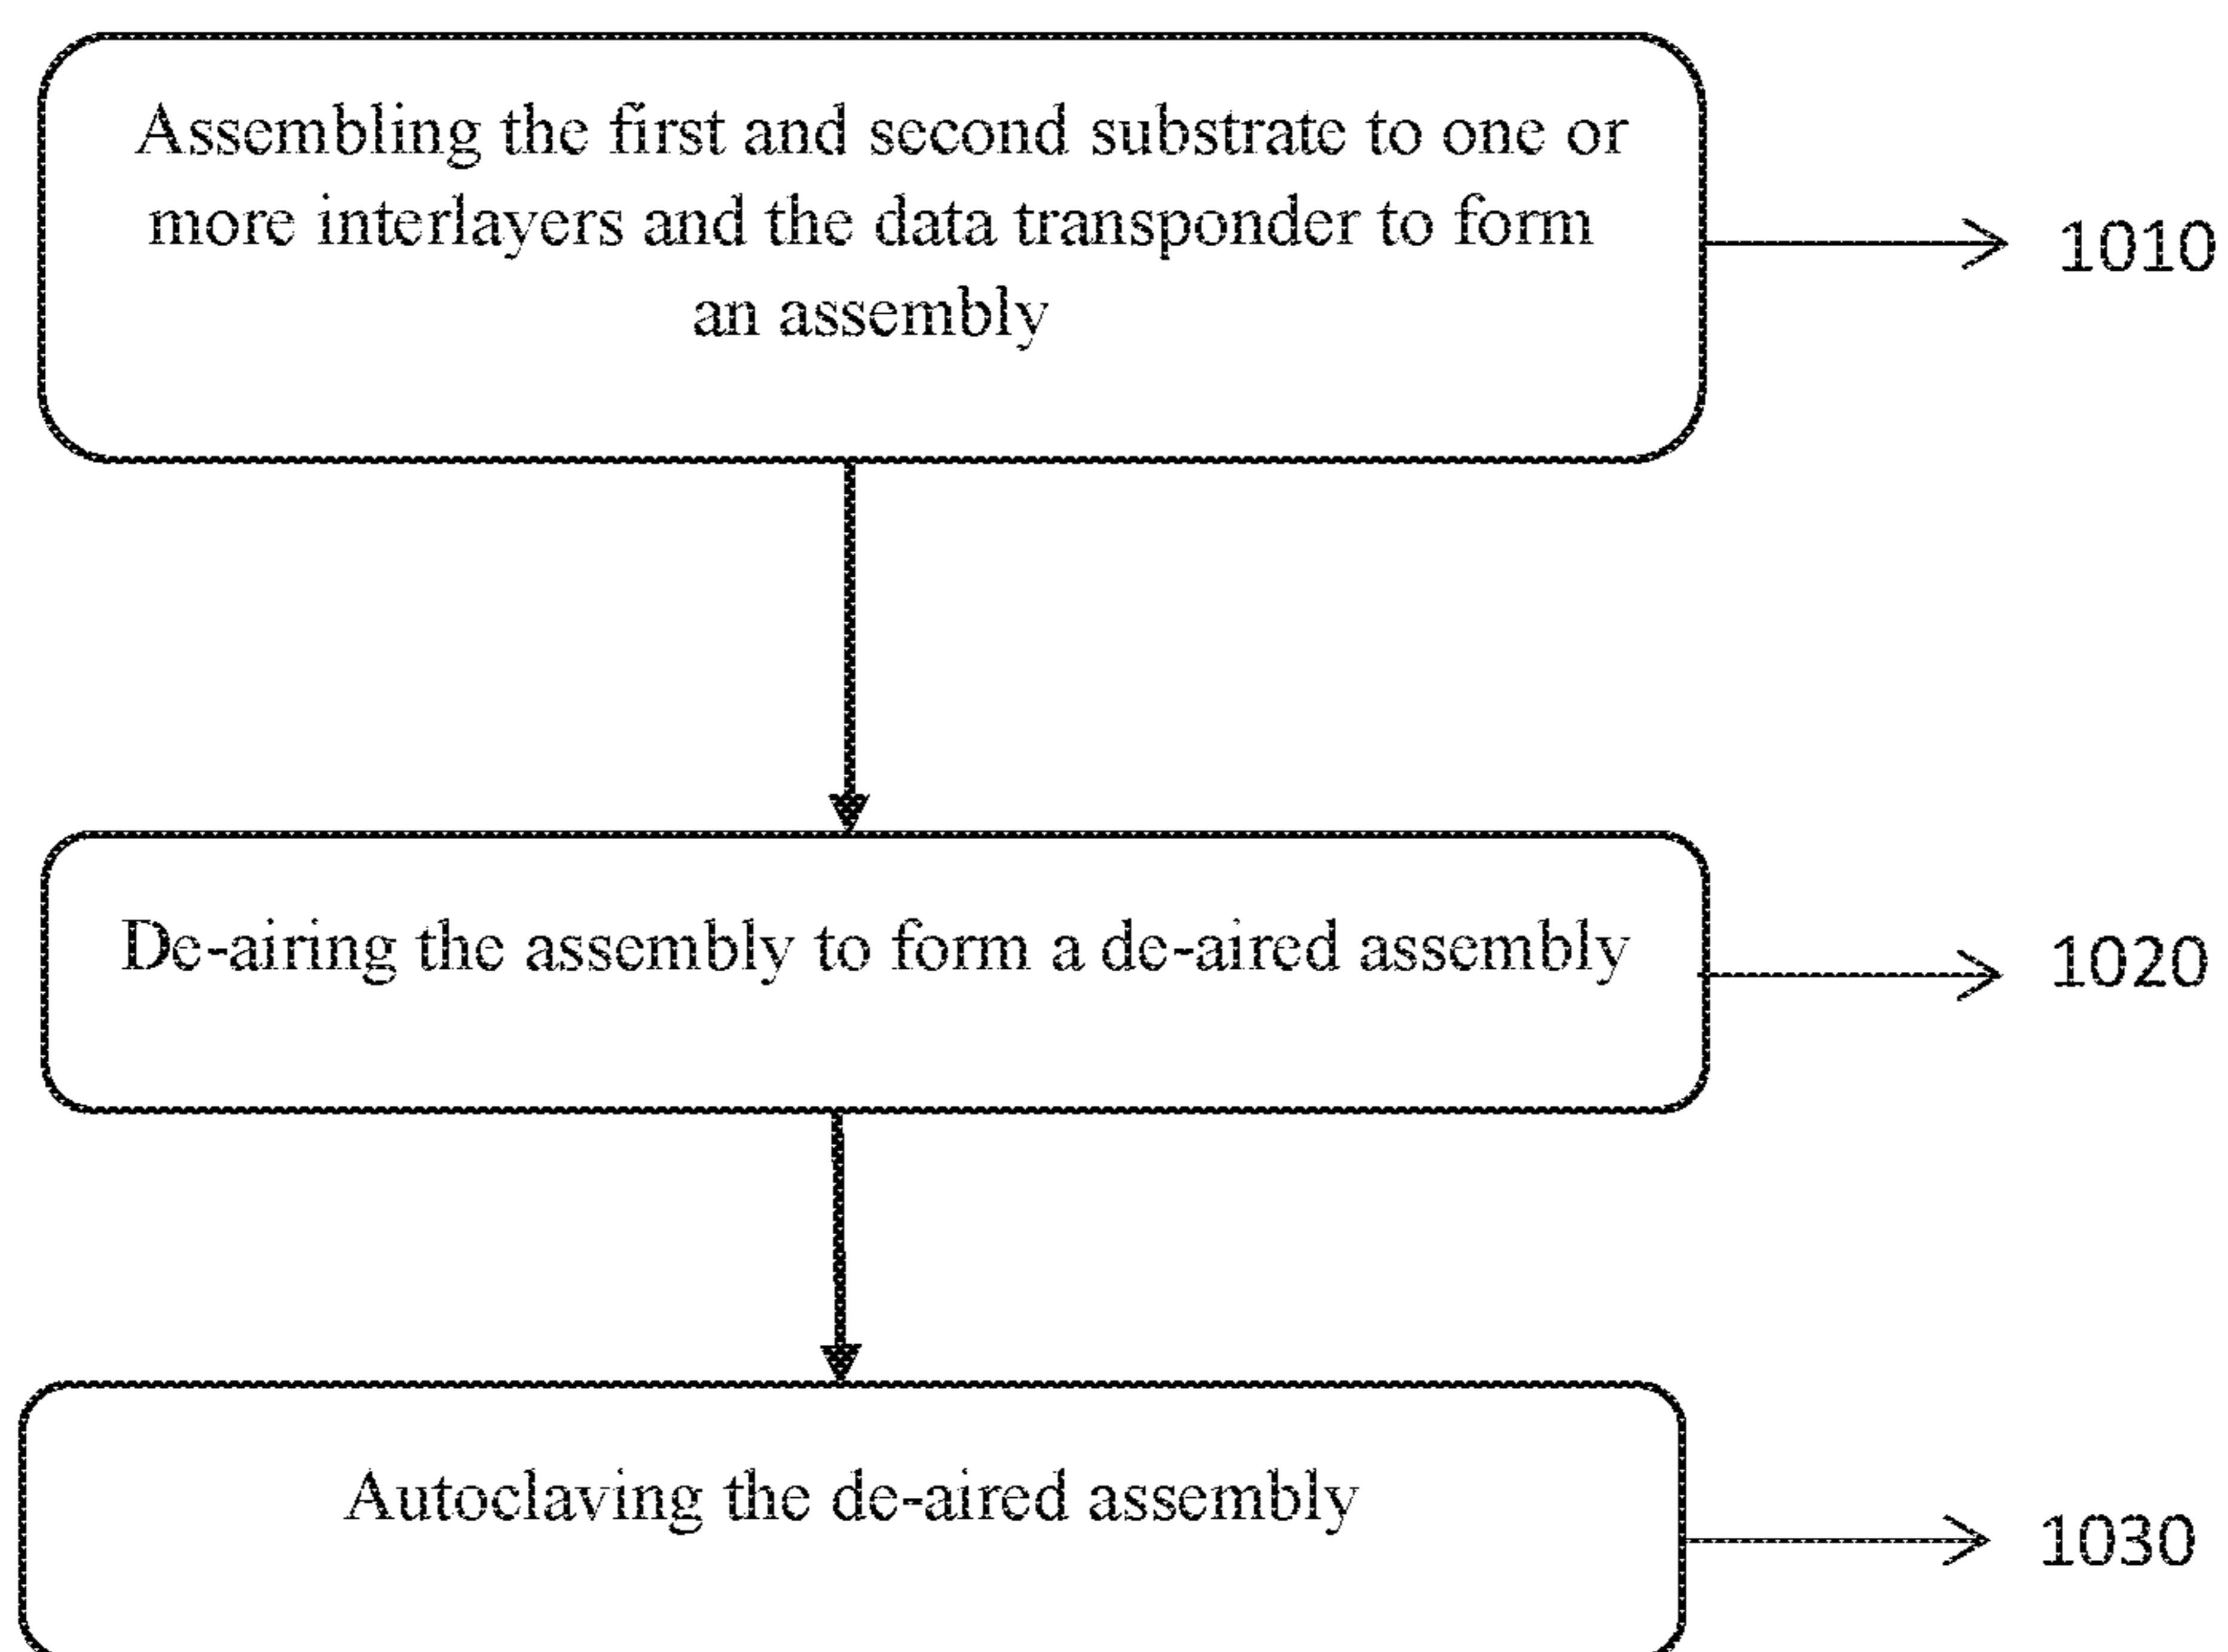 Assembling the first and second substrate to one or
more interlayers and the data transponder to form
an assembly
1010
De-airing the assembly to form a de-aired assembly
1020
Autoclaving the de-aired assembly
1030